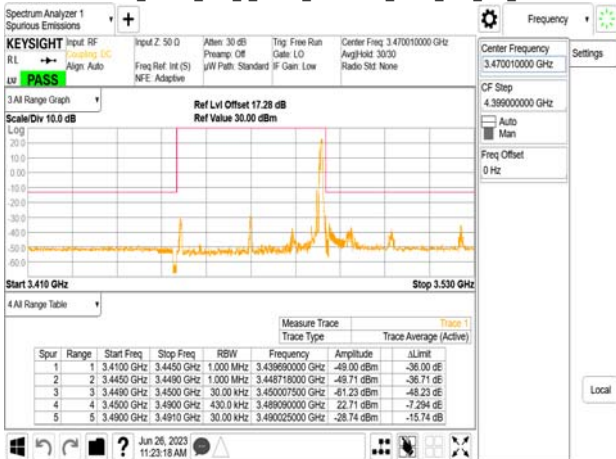 Spectrum Analyzer 1
Spurious Emissions
Frequency
KEYSIGHT
RL
LV PASS
Input: RF
Coupling: DC
Align: Auto
Input Z: 50 Ω
Freq Ref: Int (S)
NFE: Adaptive
Atten: 30 dB
Preamp: Off
µW Path: Standard
Trig: Free Run
Gate: LO
IF Gain: Low
Center Freq: 3.470010000 GHz
Avg|Hold: 30/30
Radio Std: None
Center Frequency
3.470010000 GHz
Settings
CF Step
4.399000000 GHz
Auto
Man
Freq Offset
0 Hz
Local
3 All Range Graph
Scale/Div 10.0 dB
Ref Lvl Offset 17.28 dB
Ref Value 30.00 dBm
Log
20.0
10.0
0.00
-10.0
-20.0
-30.0
-40.0
-50.0
-60.0
Start 3.410 GHz
Stop 3.530 GHz
4 All Range Table
Measure Trace Trace 1
Trace Type Trace Average (Active)
Spur Range Start Freq Stop Freq RBW Frequency Amplitude ΔLimit
1 1 3.4100 GHz 3.4450 GHz 1.000 MHz 3.439690000 GHz -49.00 dBm -36.00 dB
2 2 3.4450 GHz 3.4490 GHz 1.000 MHz 3.448718000 GHz -49.71 dBm -36.71 dB
3 3 3.4490 GHz 3.4500 GHz 30.00 kHz 3.450007500 GHz -61.23 dBm -48.23 dB
4 4 3.4500 GHz 3.4900 GHz 430.0 kHz 3.489090000 GHz 22.71 dBm -7.294 dB
5 5 3.4900 GHz 3.4910 GHz 30.00 kHz 3.490025000 GHz -28.74 dBm -15.74 dB
Jun 26, 2023
11:23:18 AM